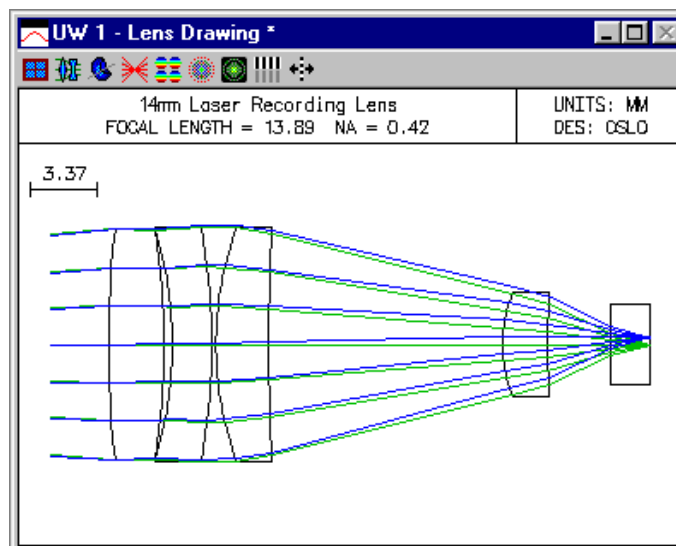 UW 1 - Lens Drawing *
14mm Laser Recording Lens
FOCAL LENGTH = 13.89 NA = 0.42
UNITS: MM
DES: OSLO
3.37